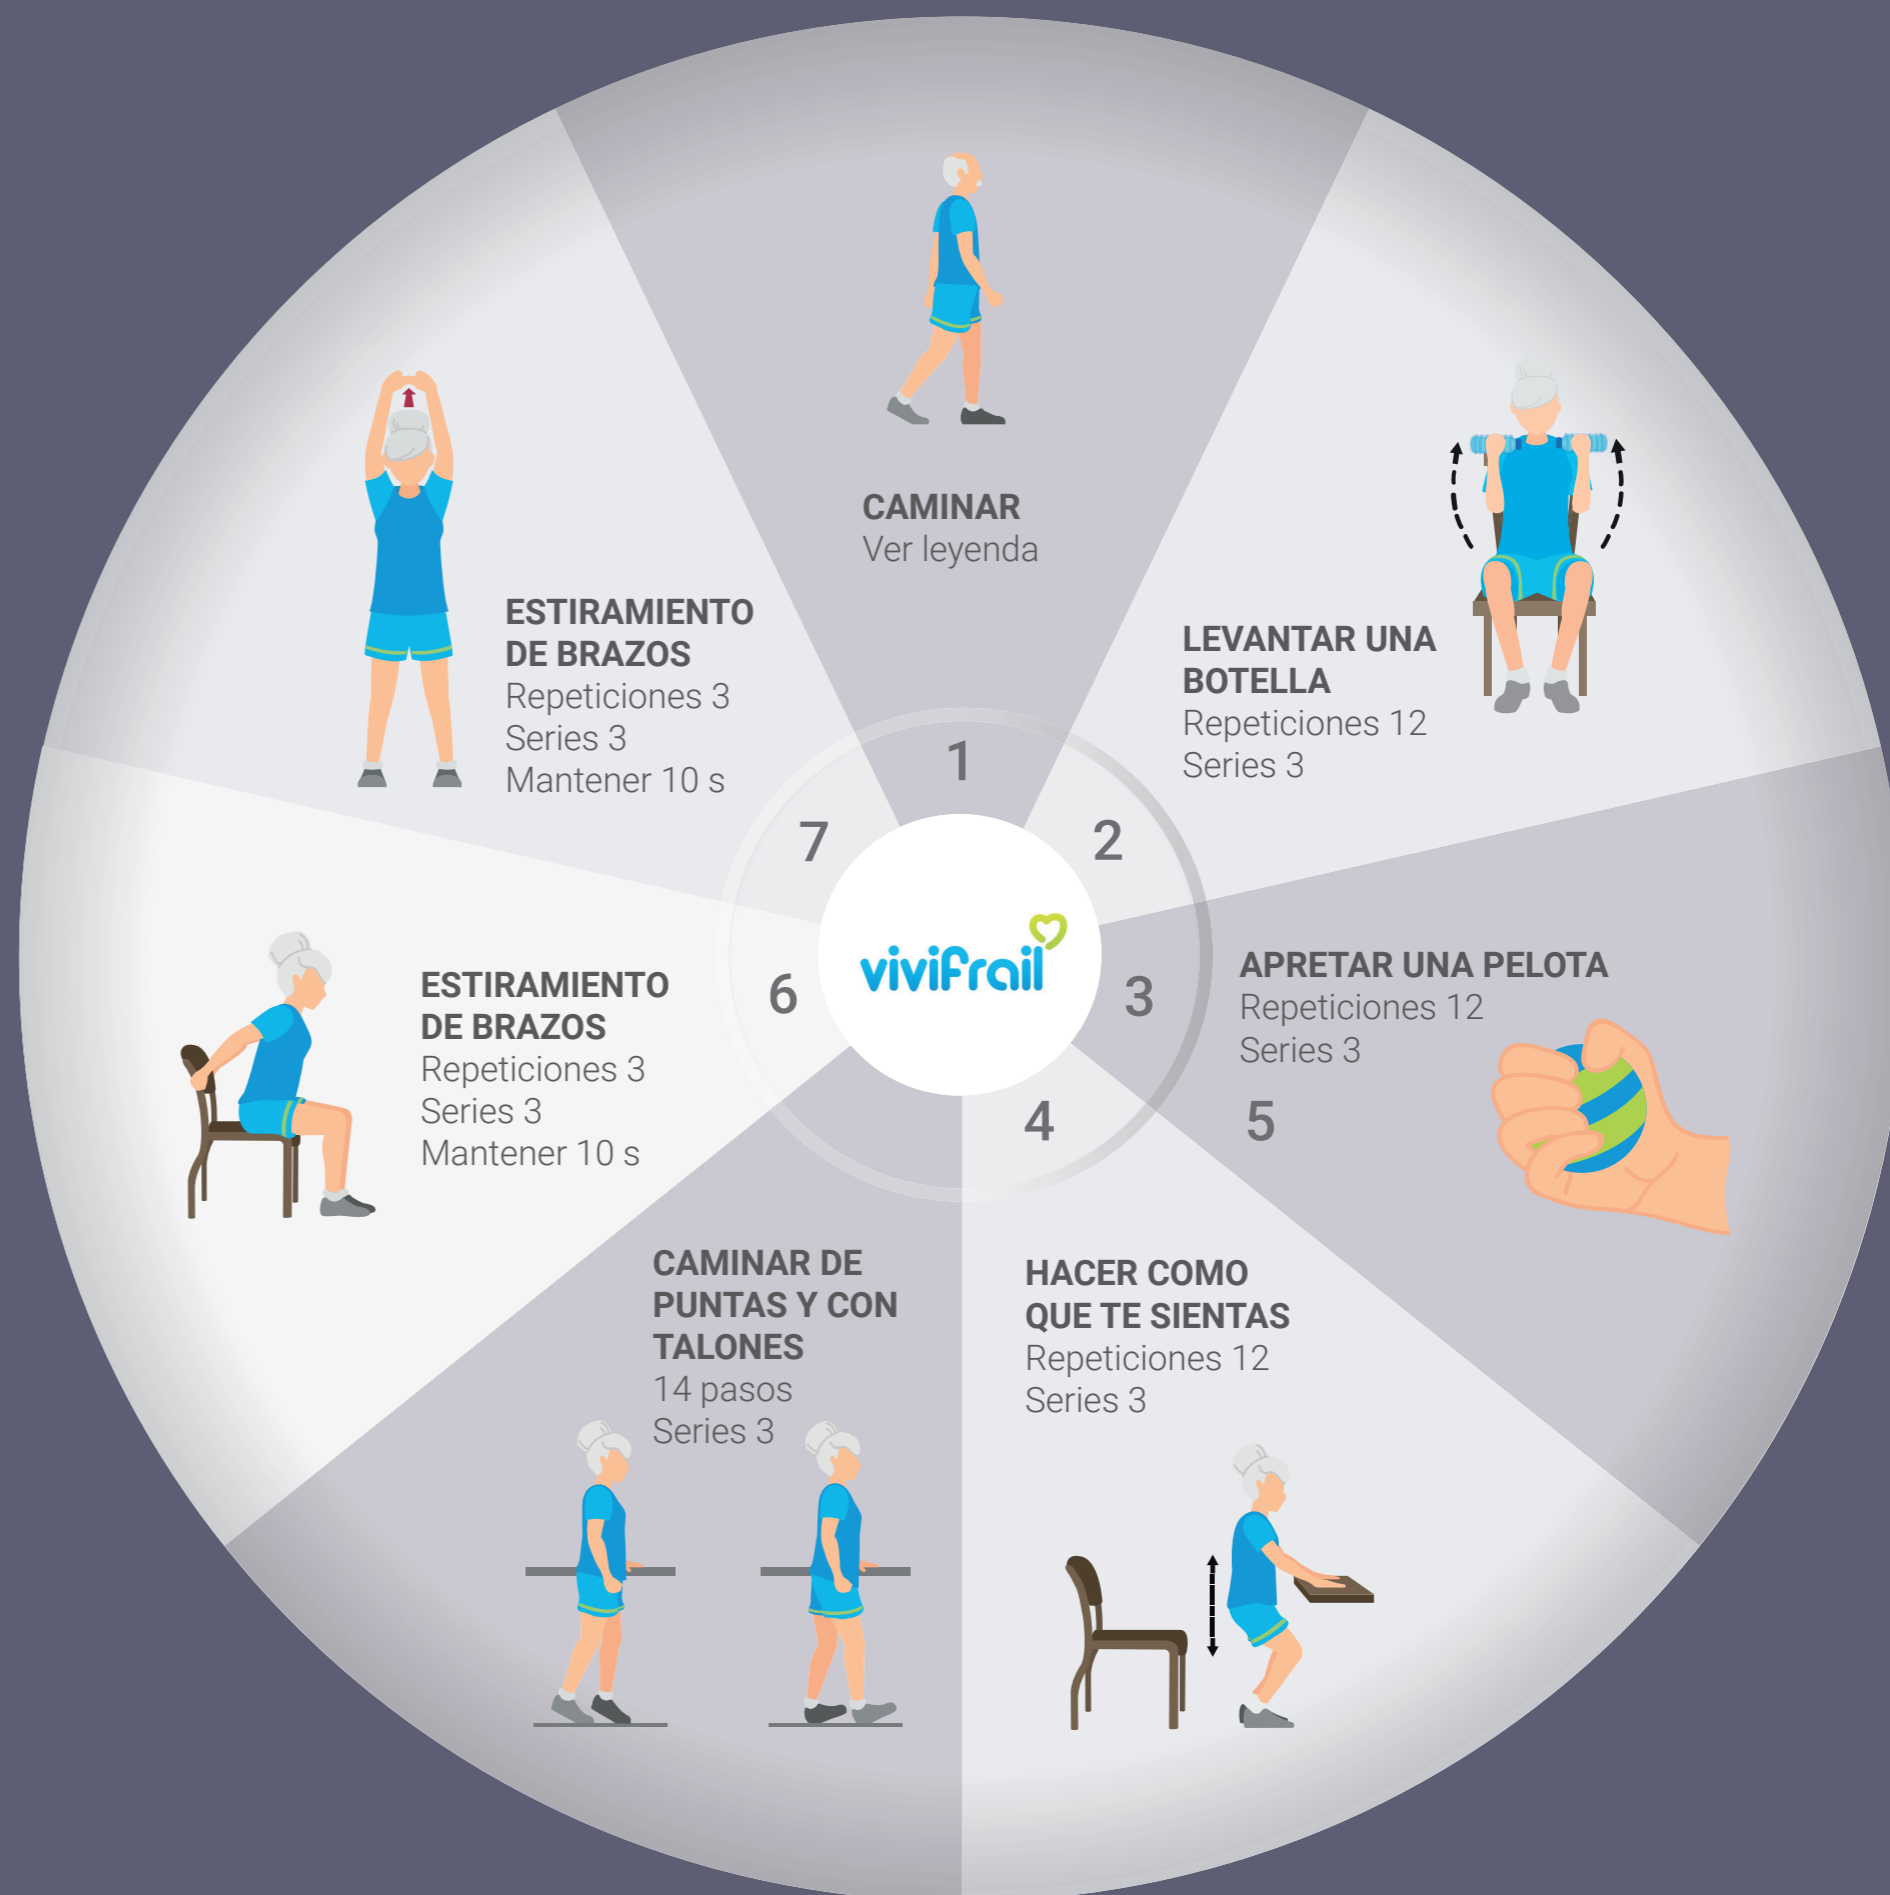 CAMINAR
Ver leyenda
1
LEVANTAR UNA
BOTELLA
Repeticiones 12
Series 3
2
APRETAR UNA PELOTA
Repeticiones 12
Series 3
3
5
4
HACER COMO
QUE TE SIENTAS
Repeticiones 12
Series 3
CAMINAR DE
PUNTAS Y CON
TALONES
14 pasos
Series 3
6
ESTIRAMIENTO
DE BRAZOS
Repeticiones 3
Series 3
Mantener 10 s
7
ESTIRAMIENTO
DE BRAZOS
Repeticiones 3
Series 3
Mantener 10 s
vivifrail